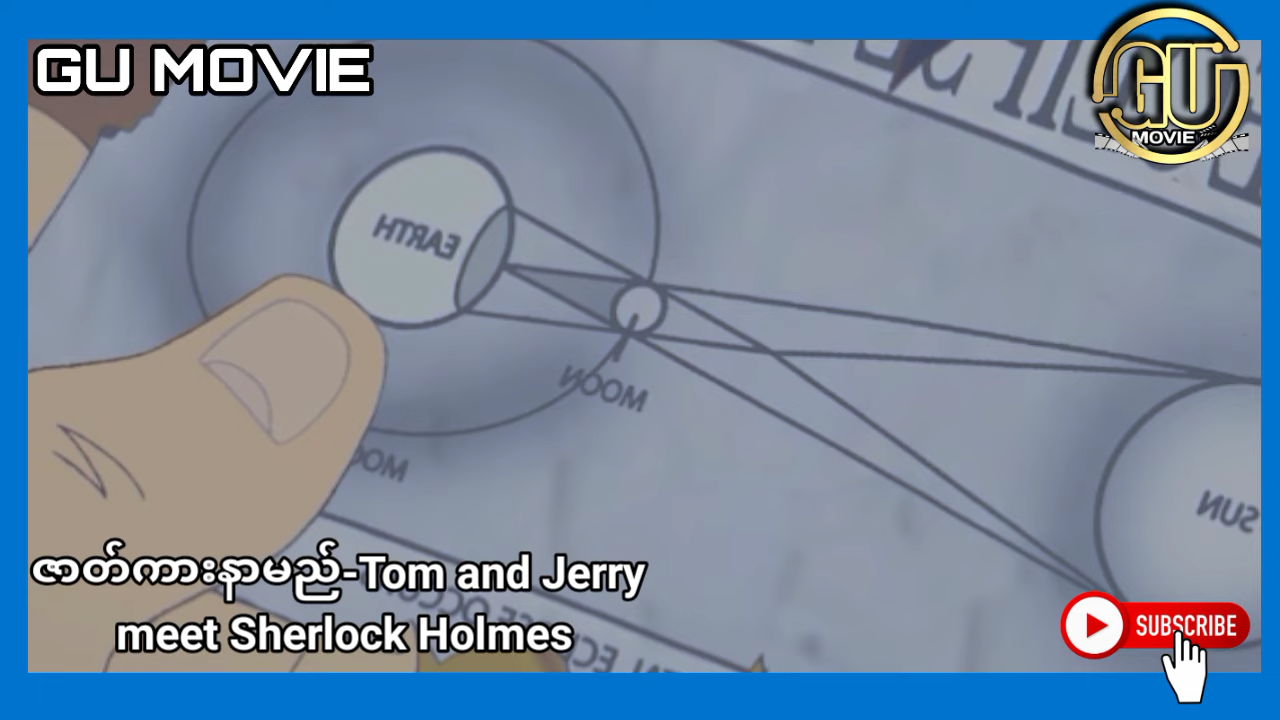 GU MOVIE
GU
MOVIE
EARTH
MOON
MOON
SUN
ဇာတ်ကားနာမည်-Tom and Jerry
meet Sherlock Holmes
SUBSCRIBE